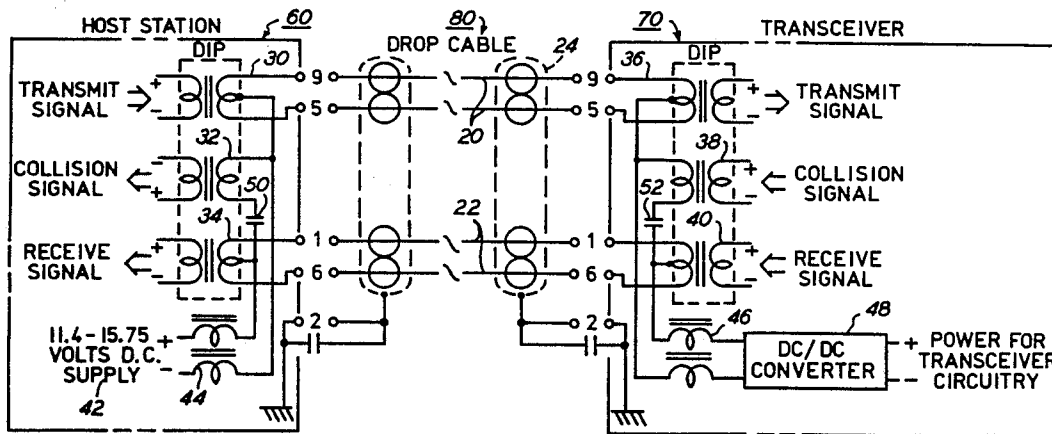 HOST STATION
60
80
70
TRANSCEIVER
DIP
DROP CABLE
24
DIP
30
9
9
36
TRANSMIT
SIGNAL
+
-
5
20
5
+
-
TRANSMIT
SIGNAL
32
38
COLLISION
SIGNAL
-
+
50
52
+
-
COLLISION
SIGNAL
34
1
22
1
40
RECEIVE
SIGNAL
+
-
6
6
+
-
RECEIVE
SIGNAL
2
2
46
48
11.4-15.75
VOLTS D.C.
SUPPLY
+
-
42
44
DC/DC
CONVERTER
+
-
POWER FOR
TRANSCEIVER
CIRCUITRY